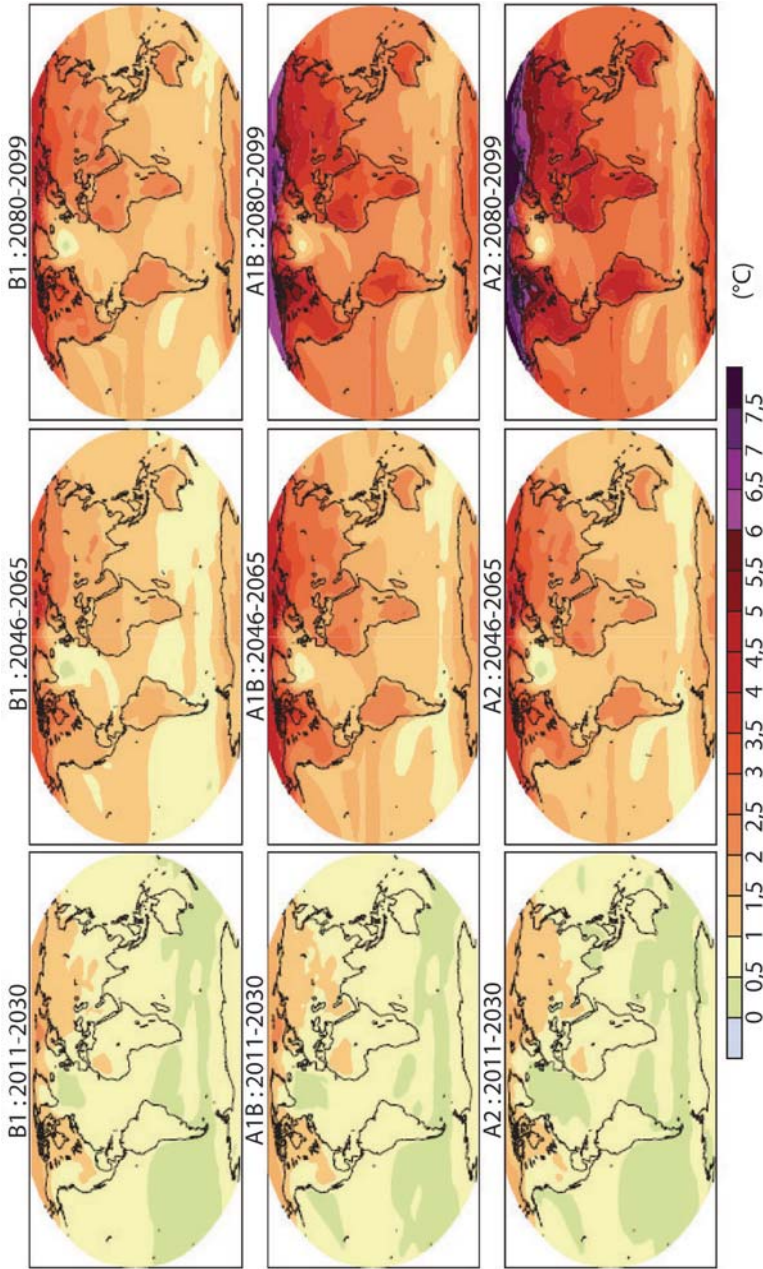 B1 : 2011-2030
B1 : 2046-2065
B1 : 2080-2099
A1B : 2011-2030
A1B : 2046-2065
A1B : 2080-2099
A2 : 2011-2030
A2 : 2046-2065
A2 : 2080-2099
0 0,5 1 1,5 2 2,5 3 3,5 4 4,5 5 5,5 6 6,5 7 7,5 (°C)